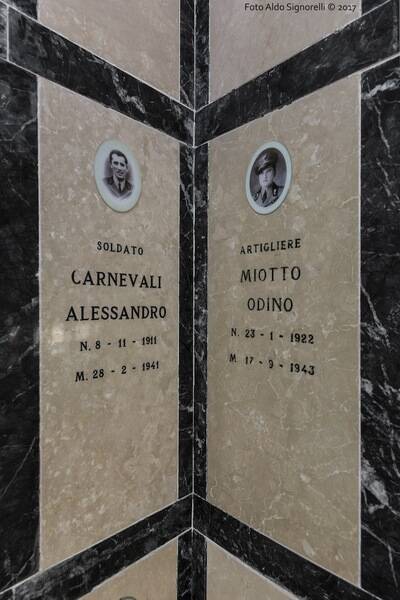 Foto Aldo Signorelli © 2017
SOLDATO
CARNEVALI
ALESSANDRO
N. 8 - 11 - 1911
M. 28 - 2 - 1941
ARTIGLIERE
MIOTTO
ODINO
N. 23 - 1 - 1922
M. 17 - 9 - 1943